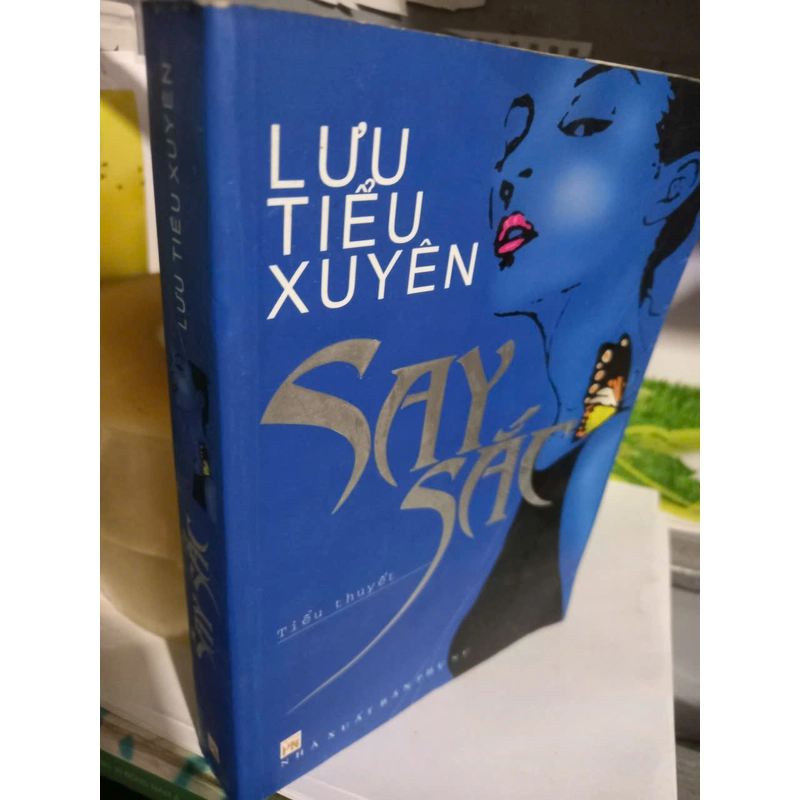 LƯU
TIỂU
XUYÊN
SAY
SẮC
Tiểu thuyết
NHÀ XUẤT BẢN TRẺ
LƯU TIỂU XUYÊN
SAY SẮC